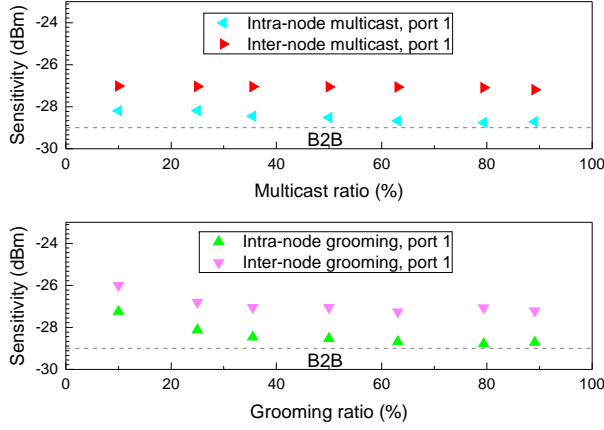 -24
-26
-28
-30
Sensitivity (dBm)
Intra-node multicast, port 1
Inter-node multicast, port 1
B2B
0 20 40 60 80 100
Multicast ratio (%)
-24
-26
-28
-30
Sensitivity (dBm)
Intra-node grooming, port 1
Inter-node grooming, port 1
B2B
0 20 40 60 80 100
Grooming ratio (%)